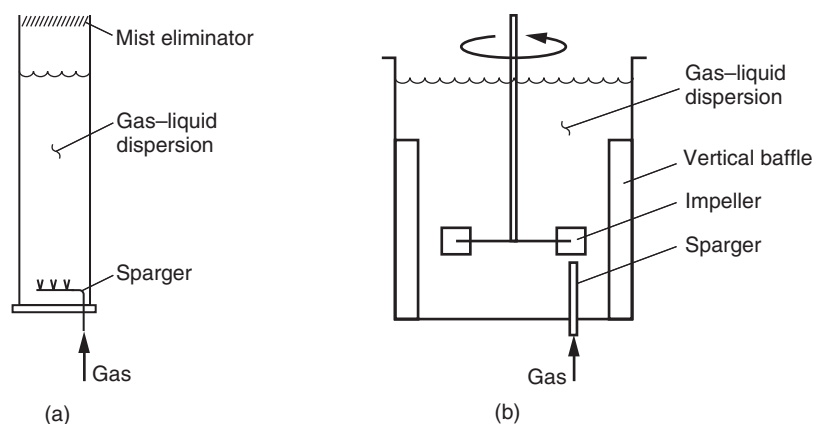 Mist eliminator
Gas–liquid
dispersion
Sparger
Gas
(a)
Gas–liquid
dispersion
Vertical baffle
Impeller
Sparger
Gas
(b)